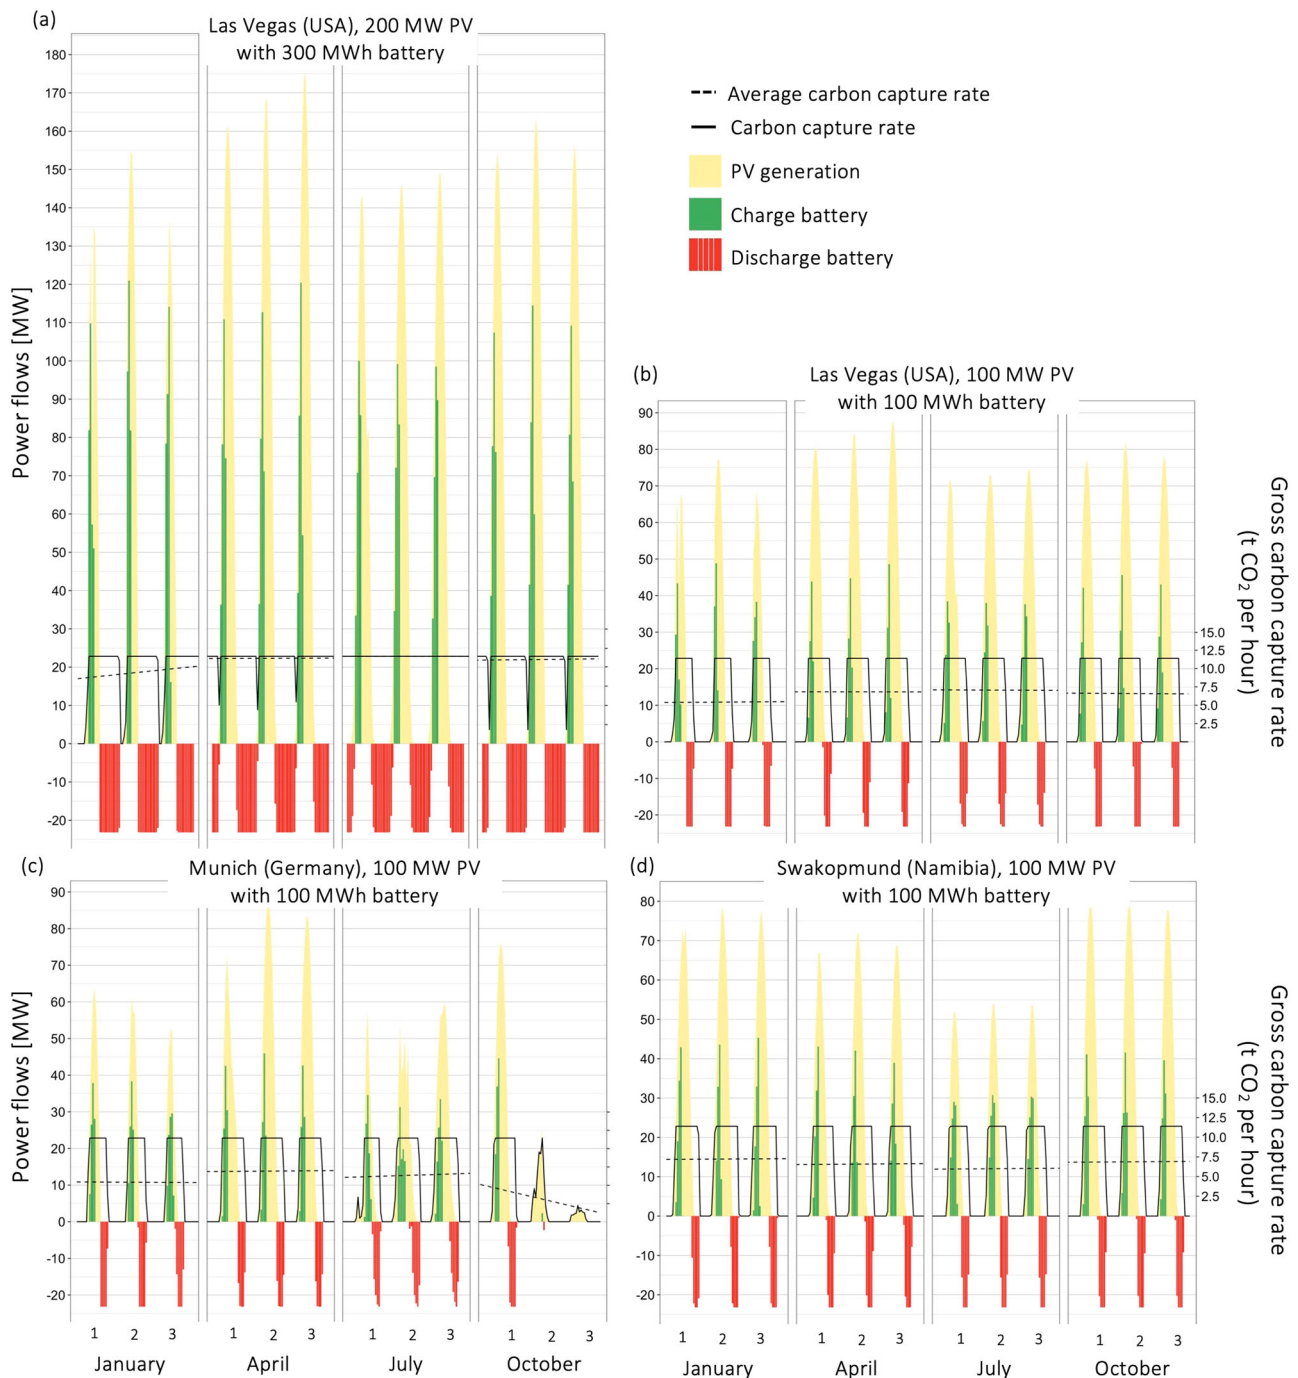 (a)
Las Vegas (USA), 200 MW PV
with 300 MWh battery
Power flows [MW]
180
170
160
150
140
130
120
110
100
90
80
70
60
50
40
30
20
10
0
-10
-20
Average carbon capture rate
Carbon capture rate
PV generation
Charge battery
Discharge battery
(b)
Las Vegas (USA), 100 MW PV
with 100 MWh battery
90
80
70
60
50
40
30
20
10
0
-10
-20
15.0
12.5
10.0
7.5
5.0
2.5
Gross carbon capture rate
(t CO₂ per hour)
(c)
Munich (Germany), 100 MW PV
with 100 MWh battery
Power flows [MW]
90
80
70
60
50
40
30
20
10
0
-10
-20
1 2 3 1 2 3 1 2 3 1 2 3
January April July October
(d)
Swakopmund (Namibia), 100 MW PV
with 100 MWh battery
80
70
60
50
40
30
20
10
0
-10
-20
15.0
12.5
10.0
7.5
5.0
2.5
Gross carbon capture rate
(t CO₂ per hour)
1 2 3 1 2 3 1 2 3 1 2 3
January April July October